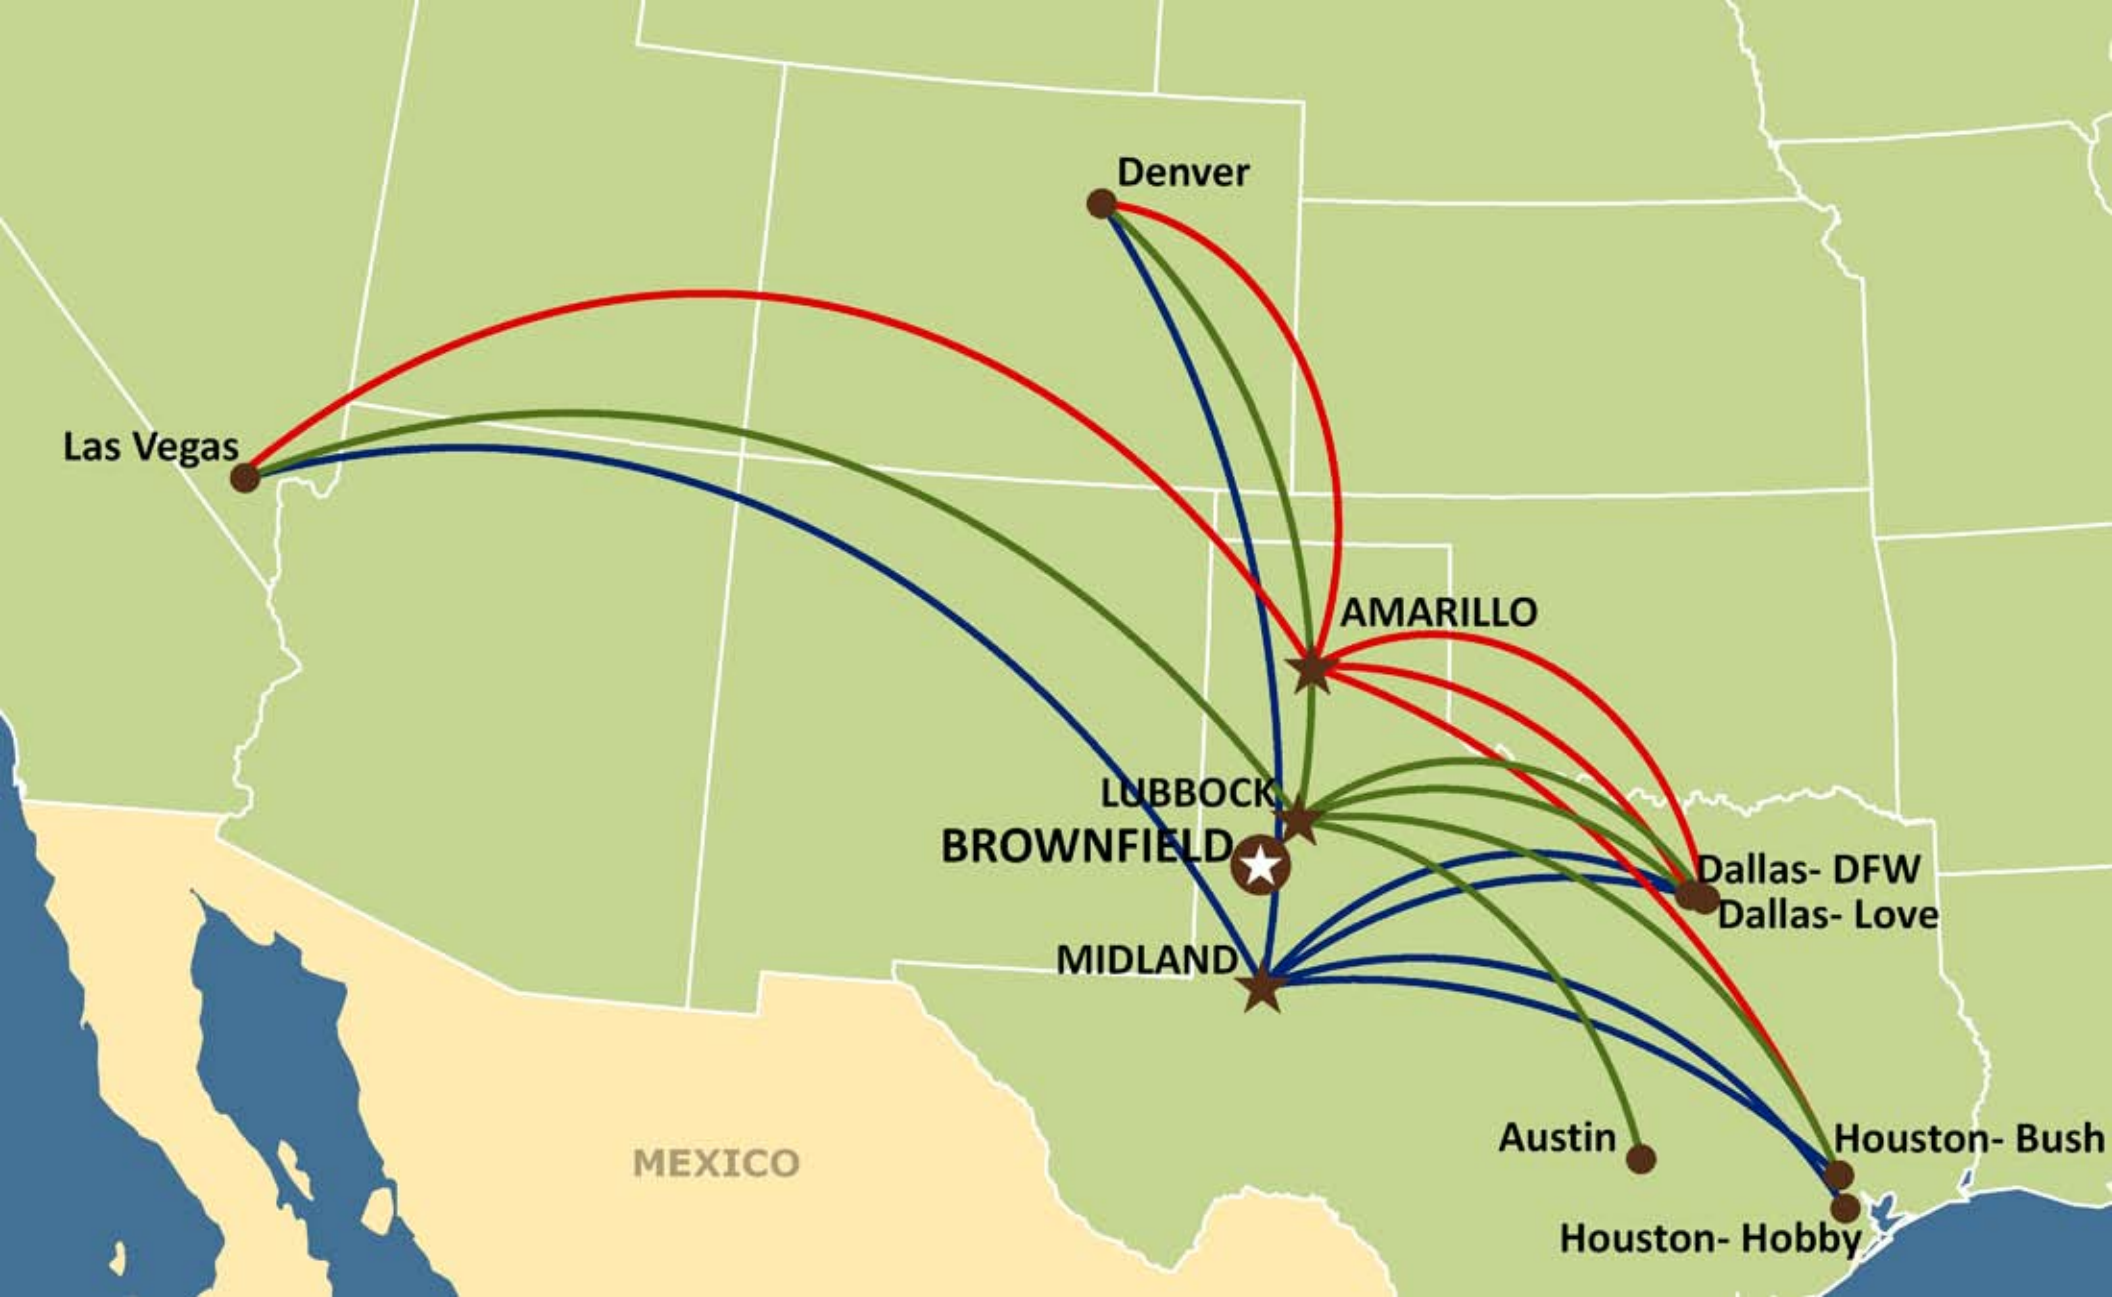 Denver
Las Vegas
AMARILLO
LUBBOCK
BROWNFIELD
Dallas- DFW
Dallas- Love
MIDLAND
Austin
Houston- Bush
MEXICO
Houston- Hobby